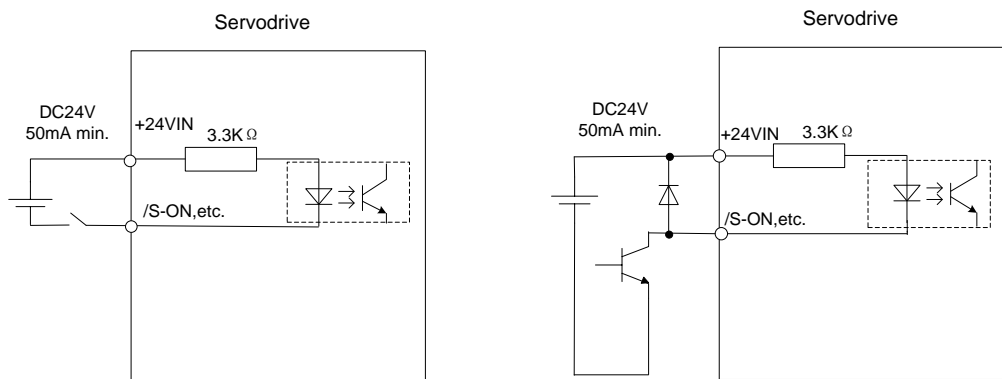 Servodrive
DC24V
50mA min.
+24VIN
3.3KΩ
/S-ON,etc.
Servodrive
DC24V
50mA min.
+24VIN
3.3KΩ
/S-ON,etc.